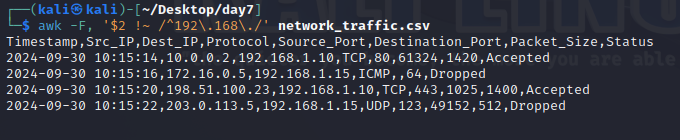 ┌──(kali㉿kali)-[~/Desktop/day7]
└─$ awk -F, '$2 !~ /^192\.168\./' network_traffic.csv
Timestamp,Src_IP,Dest_IP,Protocol,Source_Port,Destination_Port,Packet_Size,Status
2024-09-30 10:15:14,10.0.0.2,192.168.1.10,TCP,80,61324,1420,Accepted
2024-09-30 10:15:16,172.16.0.5,192.168.1.15,ICMP,,64,Dropped
2024-09-30 10:15:20,198.51.100.23,192.168.1.10,TCP,443,1025,1400,Accepted
2024-09-30 10:15:22,203.0.113.5,192.168.1.15,UDP,123,49152,512,Dropped